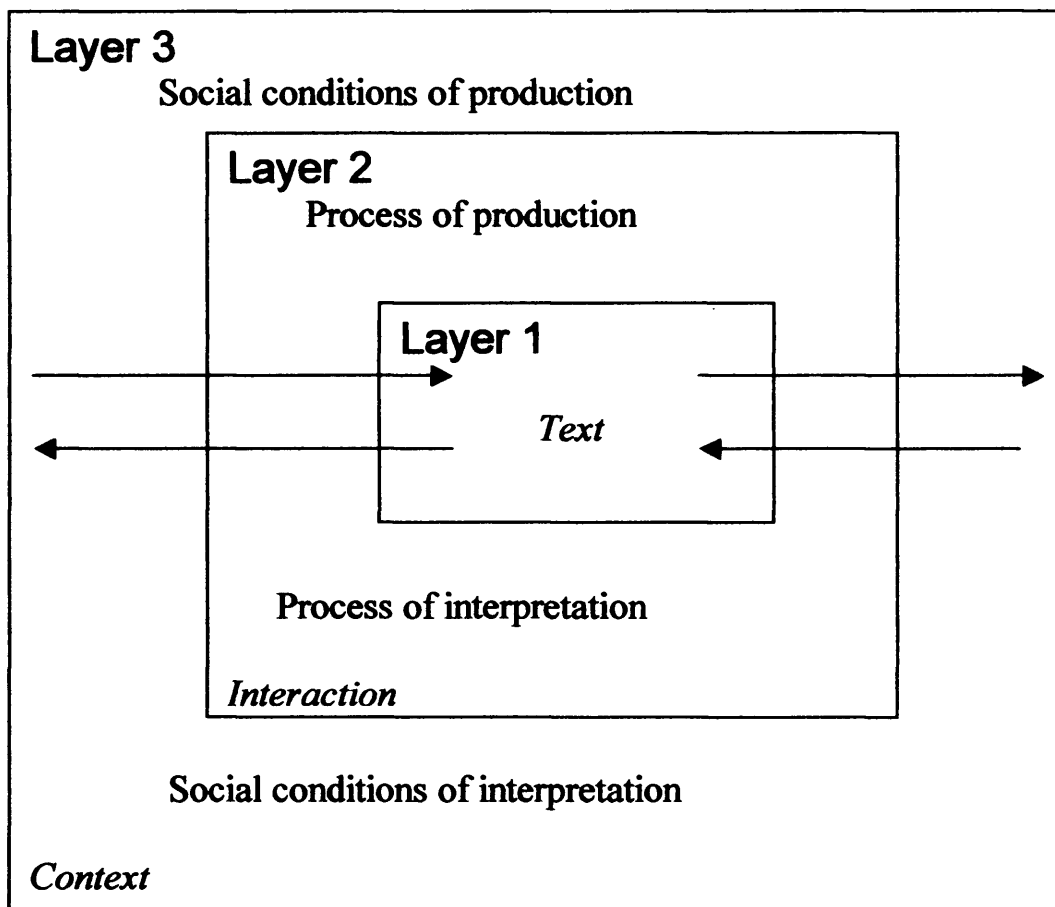 Layer 3
Social conditions of production
Layer 2
Process of production
Layer 1
Text
Process of interpretation
Interaction
Social conditions of interpretation
Context